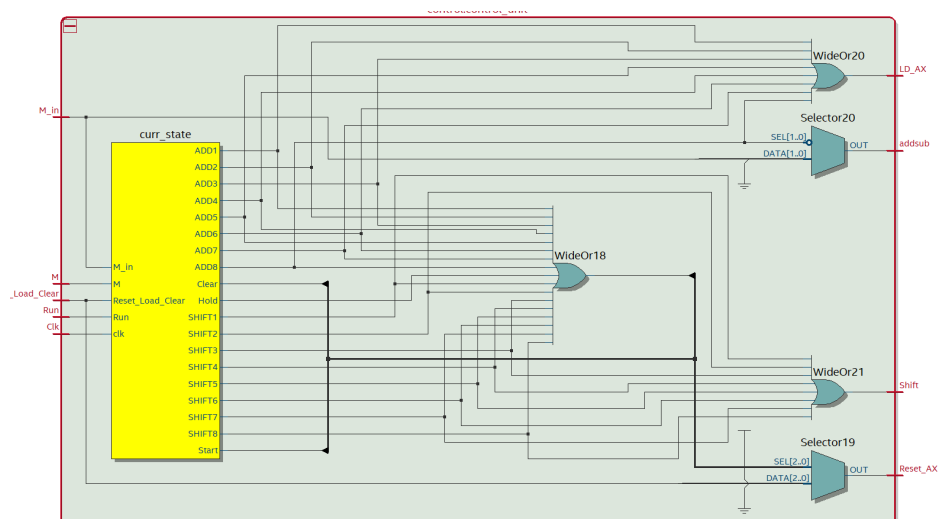 WideOr20
LD_AX
M_in
Selector20
curr_state
SEL[1..0]
OUT
addsub
DATA[1..0]
ADD1
ADD2
ADD3
ADD4
ADD5
ADD6
ADD7
ADD8
M_in
WideOr18
M
M
Clear
_Load_Clear
Reset_Load_Clear
Hold
Run
Run
SHIFT1
Clk
clk
SHIFT2
SHIFT3
SHIFT4
SHIFT5
SHIFT6
SHIFT7
SHIFT8
Start
WideOr21
Shift
Selector19
SEL[2..0]
OUT
Reset_AX
DATA[2..0]